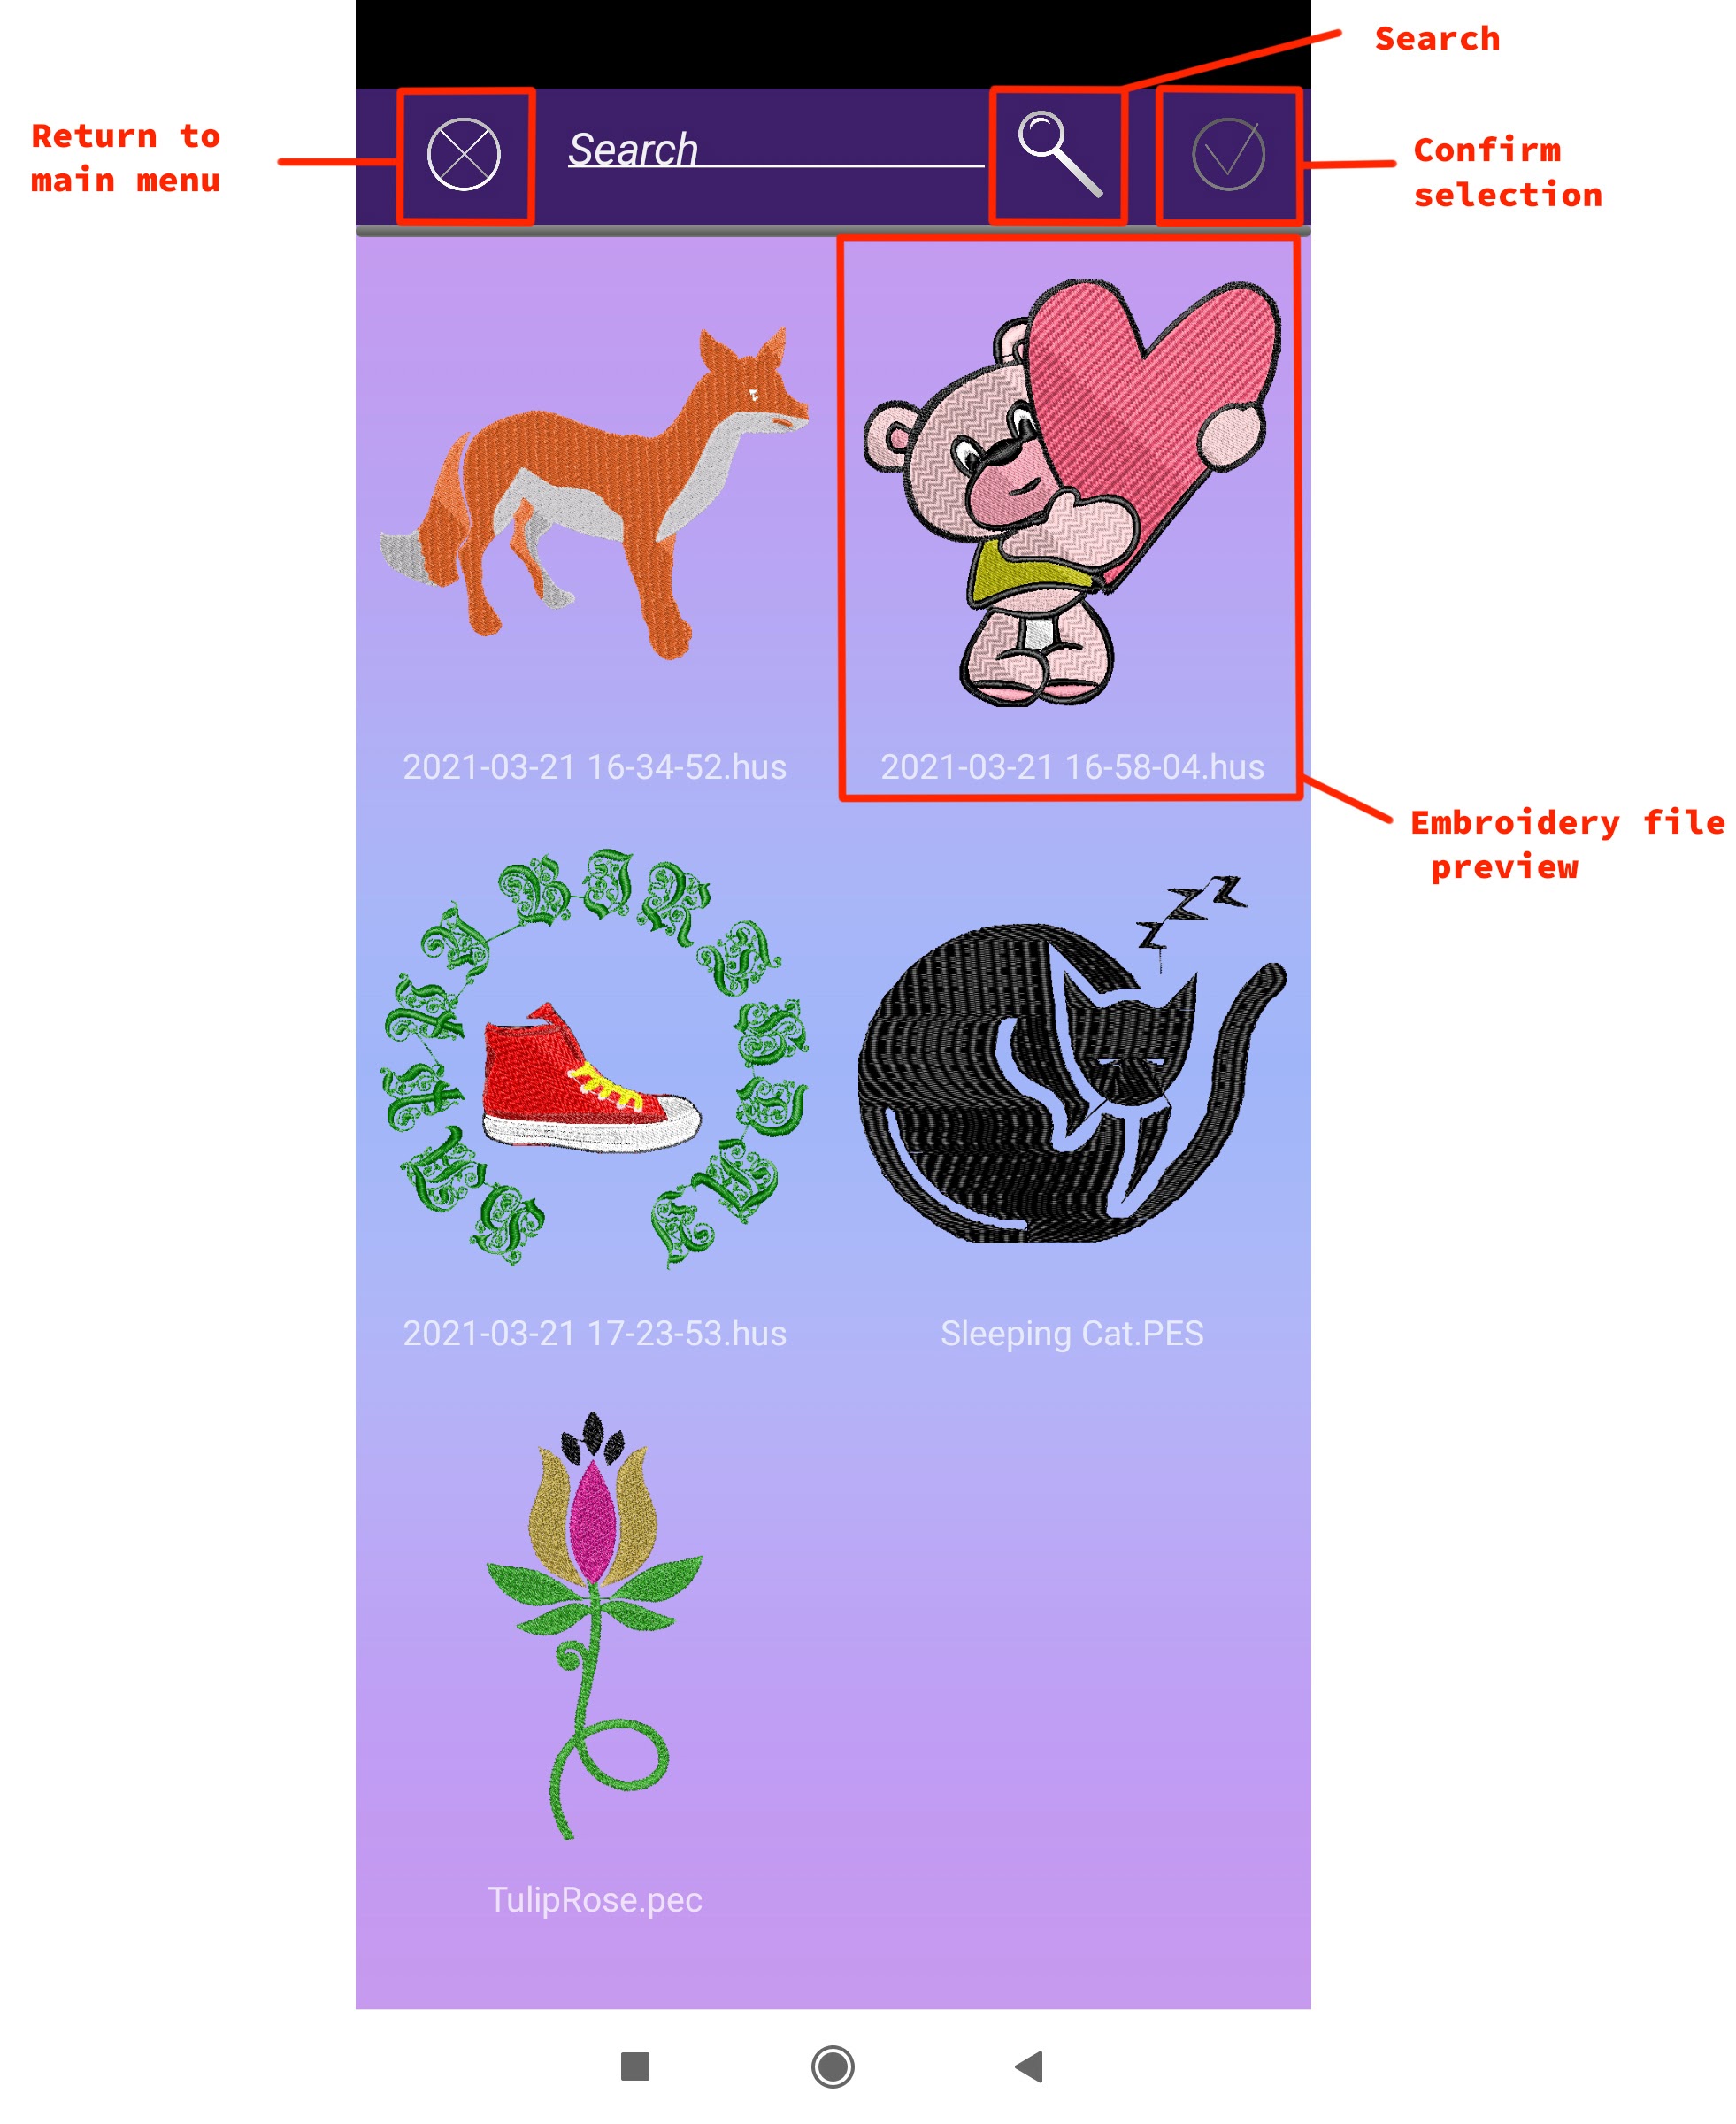 Search
Return to
main menu
Search
Confirm
selection
2021-03-21 16-34-52.hus
2021-03-21 16-58-04.hus
Embroidery file
preview
z z z
2021-03-21 17-23-53.hus
Sleeping Cat.PES
TulipRose.pec